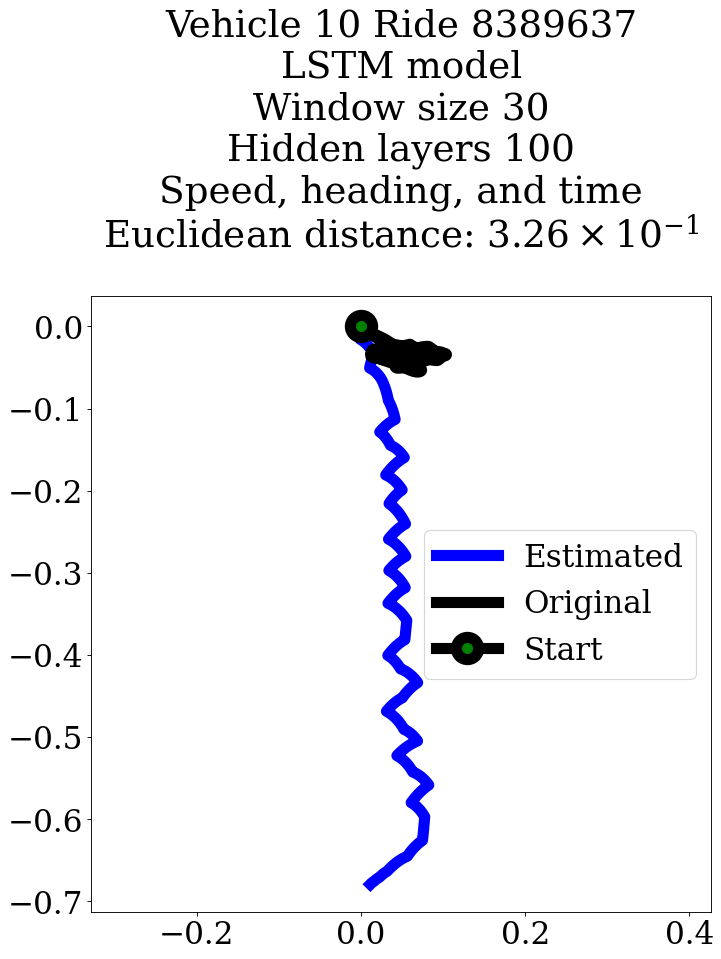 Vehicle 10 Ride 8389637
LSTM model
Window size 30
Hidden layers 100
Speed, heading, and time
Euclidean distance: 3.26 × 10⁻¹
0.0
−0.1
−0.2
−0.3
−0.4
−0.5
−0.6
−0.7
Estimated
Original
Start
−0.2 0.0 0.2 0.4